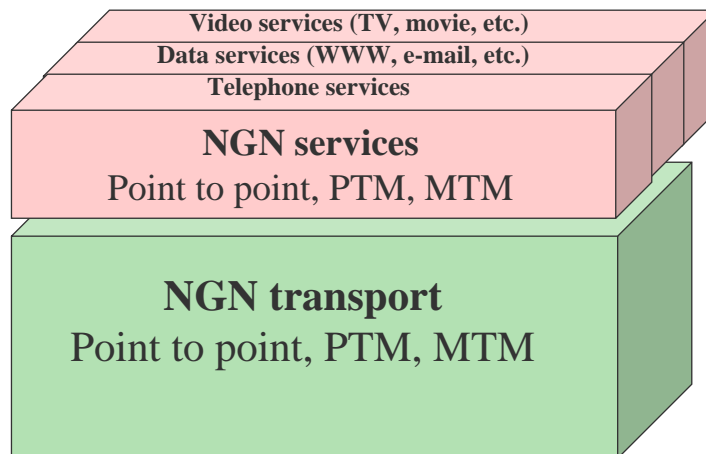 Video services (TV, movie, etc.)
Data services (WWW, e-mail, etc.)
Telephone services
NGN services
Point to point, PTM, MTM
NGN transport
Point to point, PTM, MTM